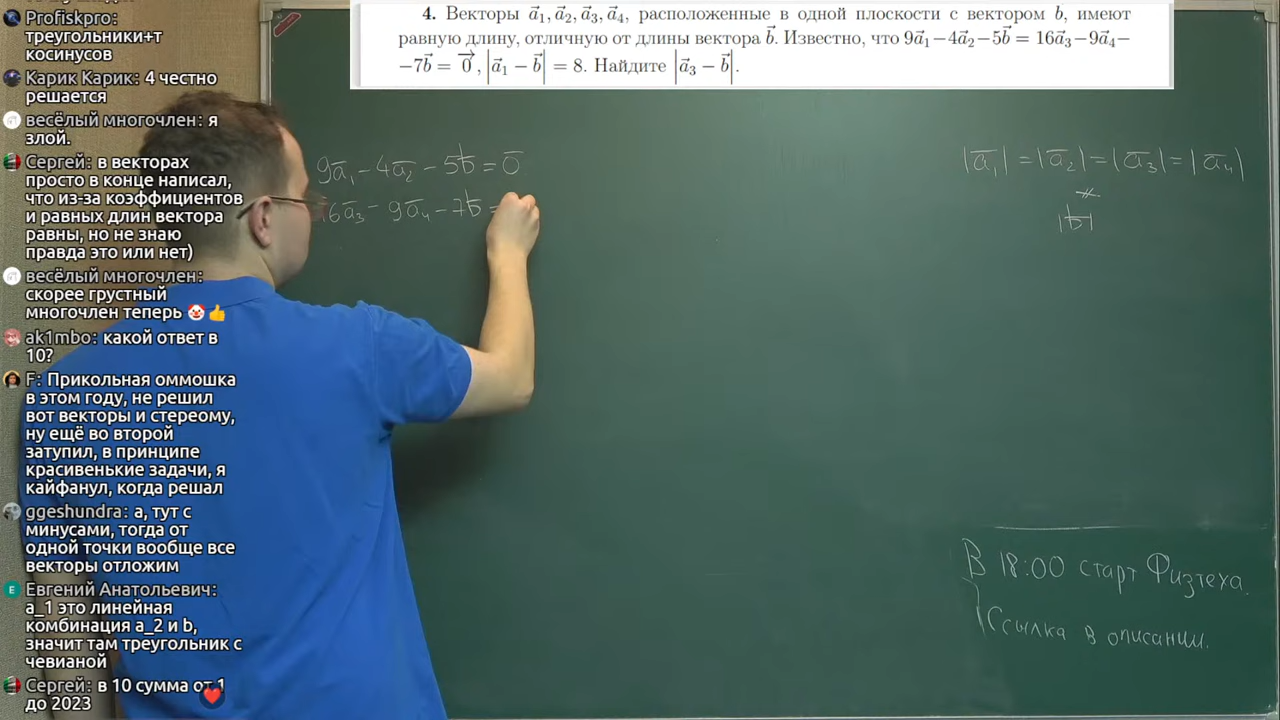 Profiskpro:
треугольники+т
косинусов
Карик Карик: 4 честно
решается
весёлый многочлен: я
злой.
Сергей: в векторах
просто в конце написал,
что из-за коэффициентов
и равных длин вектора
равны, но не знаю
правда это или нет)
весёлый многочлен:
скорее грустный
многочлен теперь 🤡👍
ak1mbo: какой ответ в
10?
F: Прикольная оммошка
в этом году, не решил
вот векторы и стереому,
ну ещё во второй
затупил, в принципе
красивенькие задачи, я
кайфанул, когда решал
ggeshundra: а, тут с
минусами, тогда от
одной точки вообще все
векторы отложим
E
Евгений Анатольевич:
a_1 это линейная
комбинация a_2 и b,
значит там треугольник с
чевианой
Сергей: в 10 сумма от 1
до 2023
4. Векторы a⃗₁, a⃗₂, a⃗₃, a⃗₄, расположенные в одной плоскости с вектором b, имеют
равную длину, отличную от длины вектора b⃗. Известно, что 9a⃗₁−4a⃗₂−5b⃗ = 16a⃗₃−9a⃗₄−
−7b⃗ = 0⃗, |a⃗₁ − b⃗| = 8. Найдите |a⃗₃ − b⃗|.
9a̅₁ − 4a̅₂ − 5b̅ = 0̅
6a̅₃ − 9a̅₄ − 7b̅ =
|a̅₁| = |a̅₂| = |a̅₃| = |a̅₄|
≠
|b̅|
В 18:00 старт Физтеха.
Ссылка в описании.